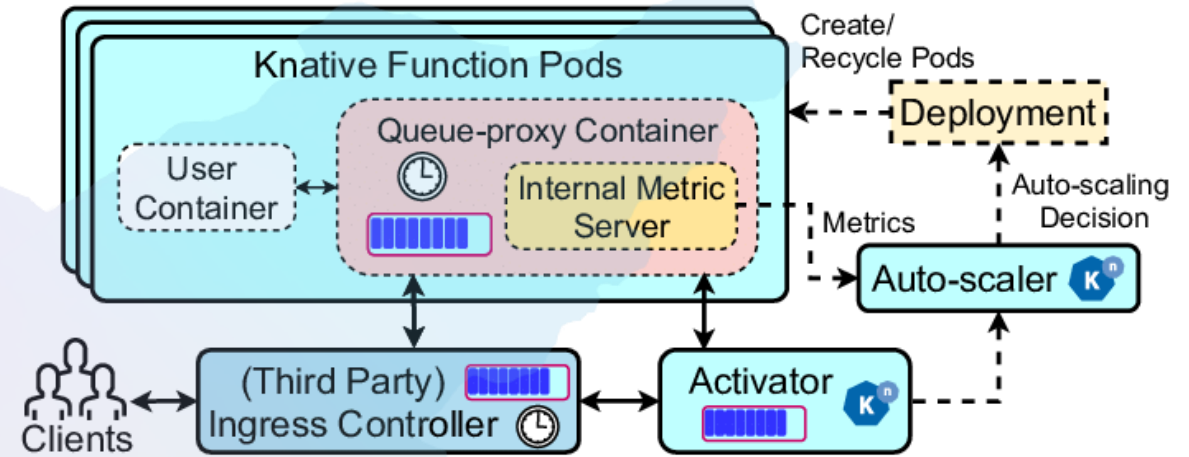 Knative Function Pods
Create/
Recycle Pods
Queue-proxy Container
Deployment
User
Container
Internal Metric
Server
Auto-scaling
Decision
Metrics
Auto-scaler
K
n
(Third Party)
Ingress Controller
Activator
K
n
Clients